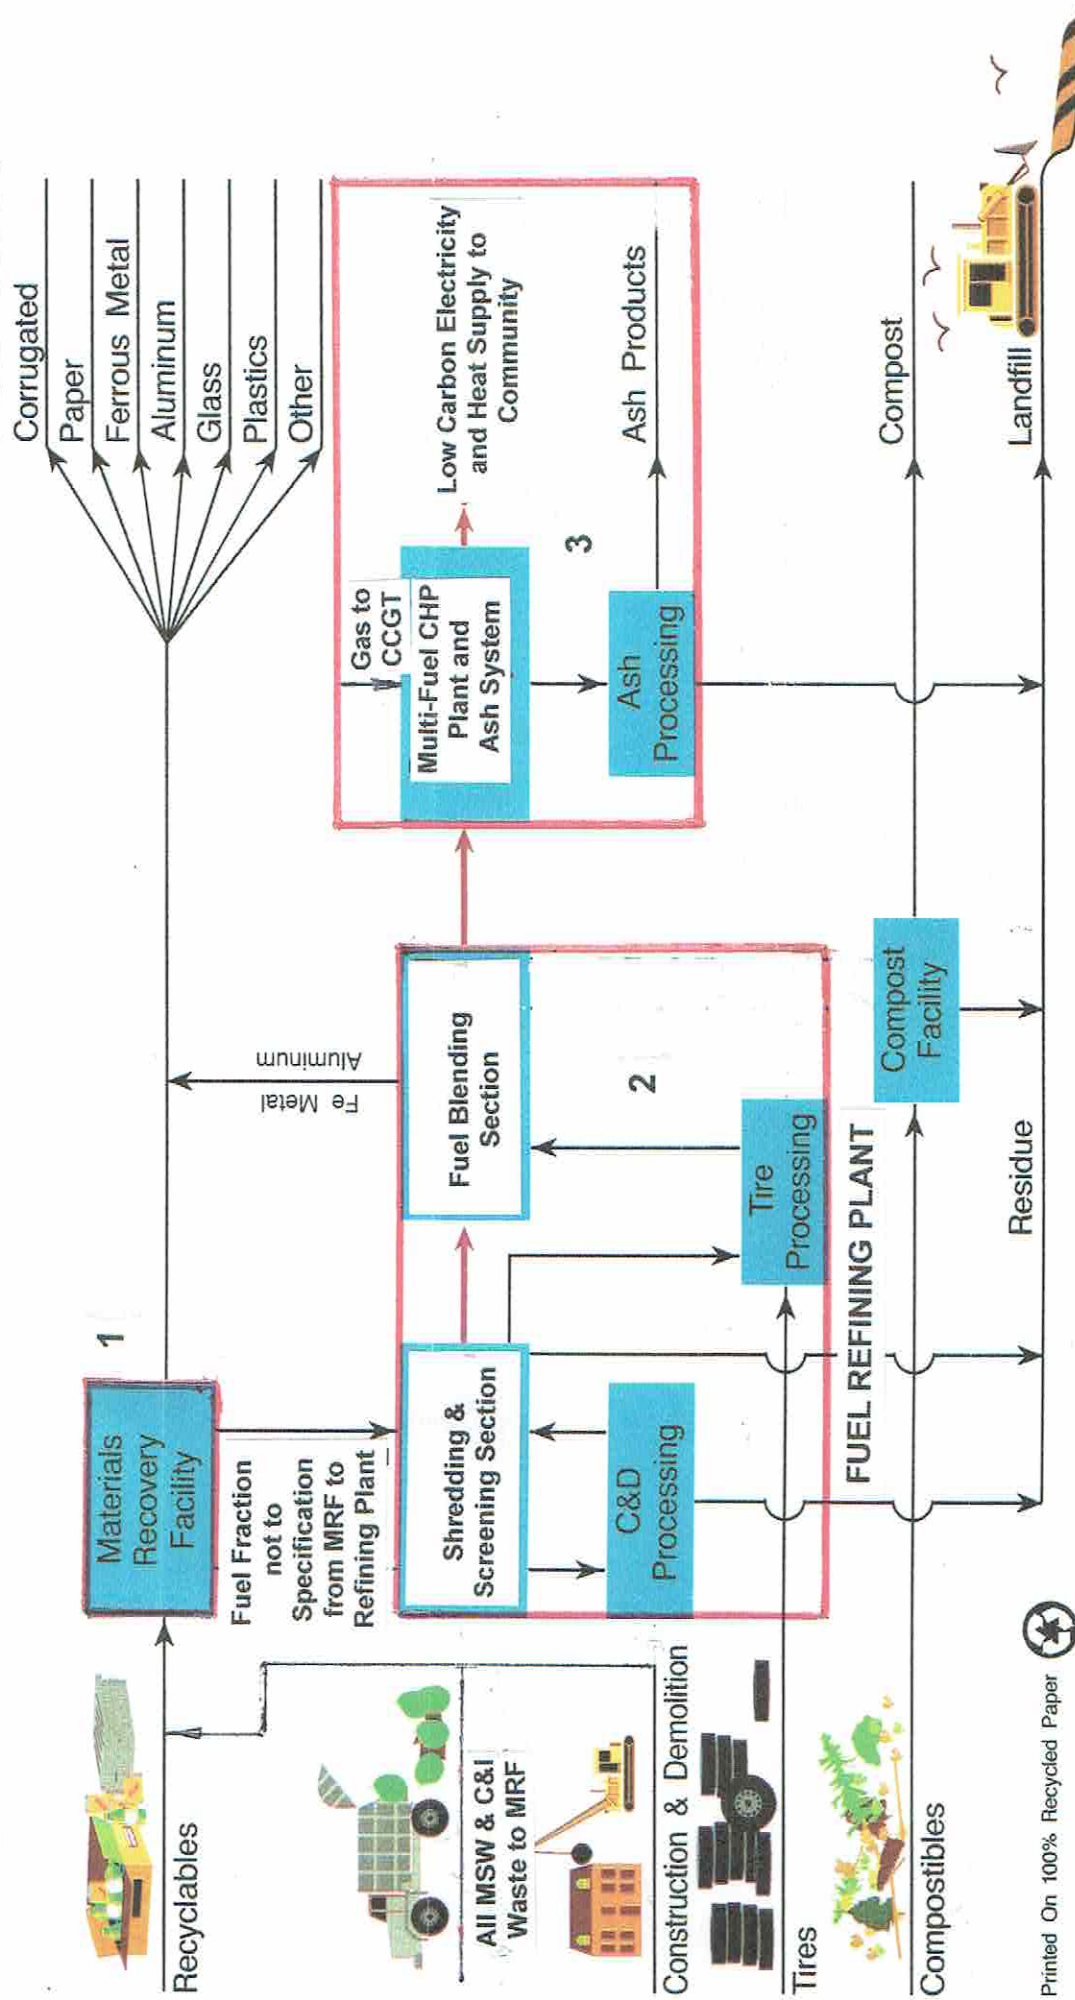 Corrugated
Paper
Ferrous Metal
Aluminum
Glass
Plastics
Other
Materials
Recovery
Facility
1
Recyclables
Fuel Fraction
not to
Specification
from MRF to
Refining Plant
Fe Metal
Aluminum
All MSW & C&I
Waste to MRF
Shredding &
Screening Section
Fuel Blending
Section
2
C&D
Processing
Tire
Processing
FUEL REFINING PLANT
Gas to
CCGT
Multi-Fuel CHP
Plant and
Ash System
Low Carbon Electricity
and Heat Supply to
Community
3
Ash
Processing
Ash Products
Construction & Demolition
Tires
Compostibles
Compost
Facility
Compost
Residue
Landfill
Printed On 100% Recycled Paper